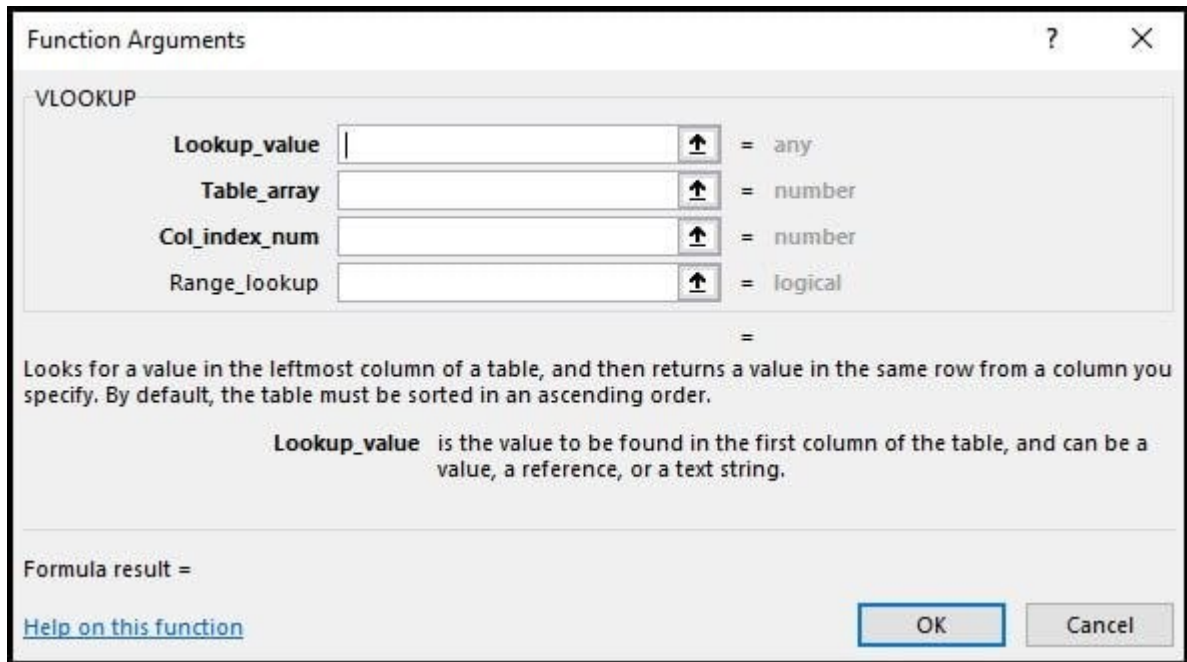 Function Arguments ? ×
VLOOKUP
Lookup_value = any
Table_array = number
Col_index_num = number
Range_lookup = logical
=
Looks for a value in the leftmost column of a table, and then returns a value in the same row from a column you
specify. By default, the table must be sorted in an ascending order.
Lookup_value is the value to be found in the first column of the table, and can be a
value, a reference, or a text string.
Formula result =
Help on this function OK Cancel